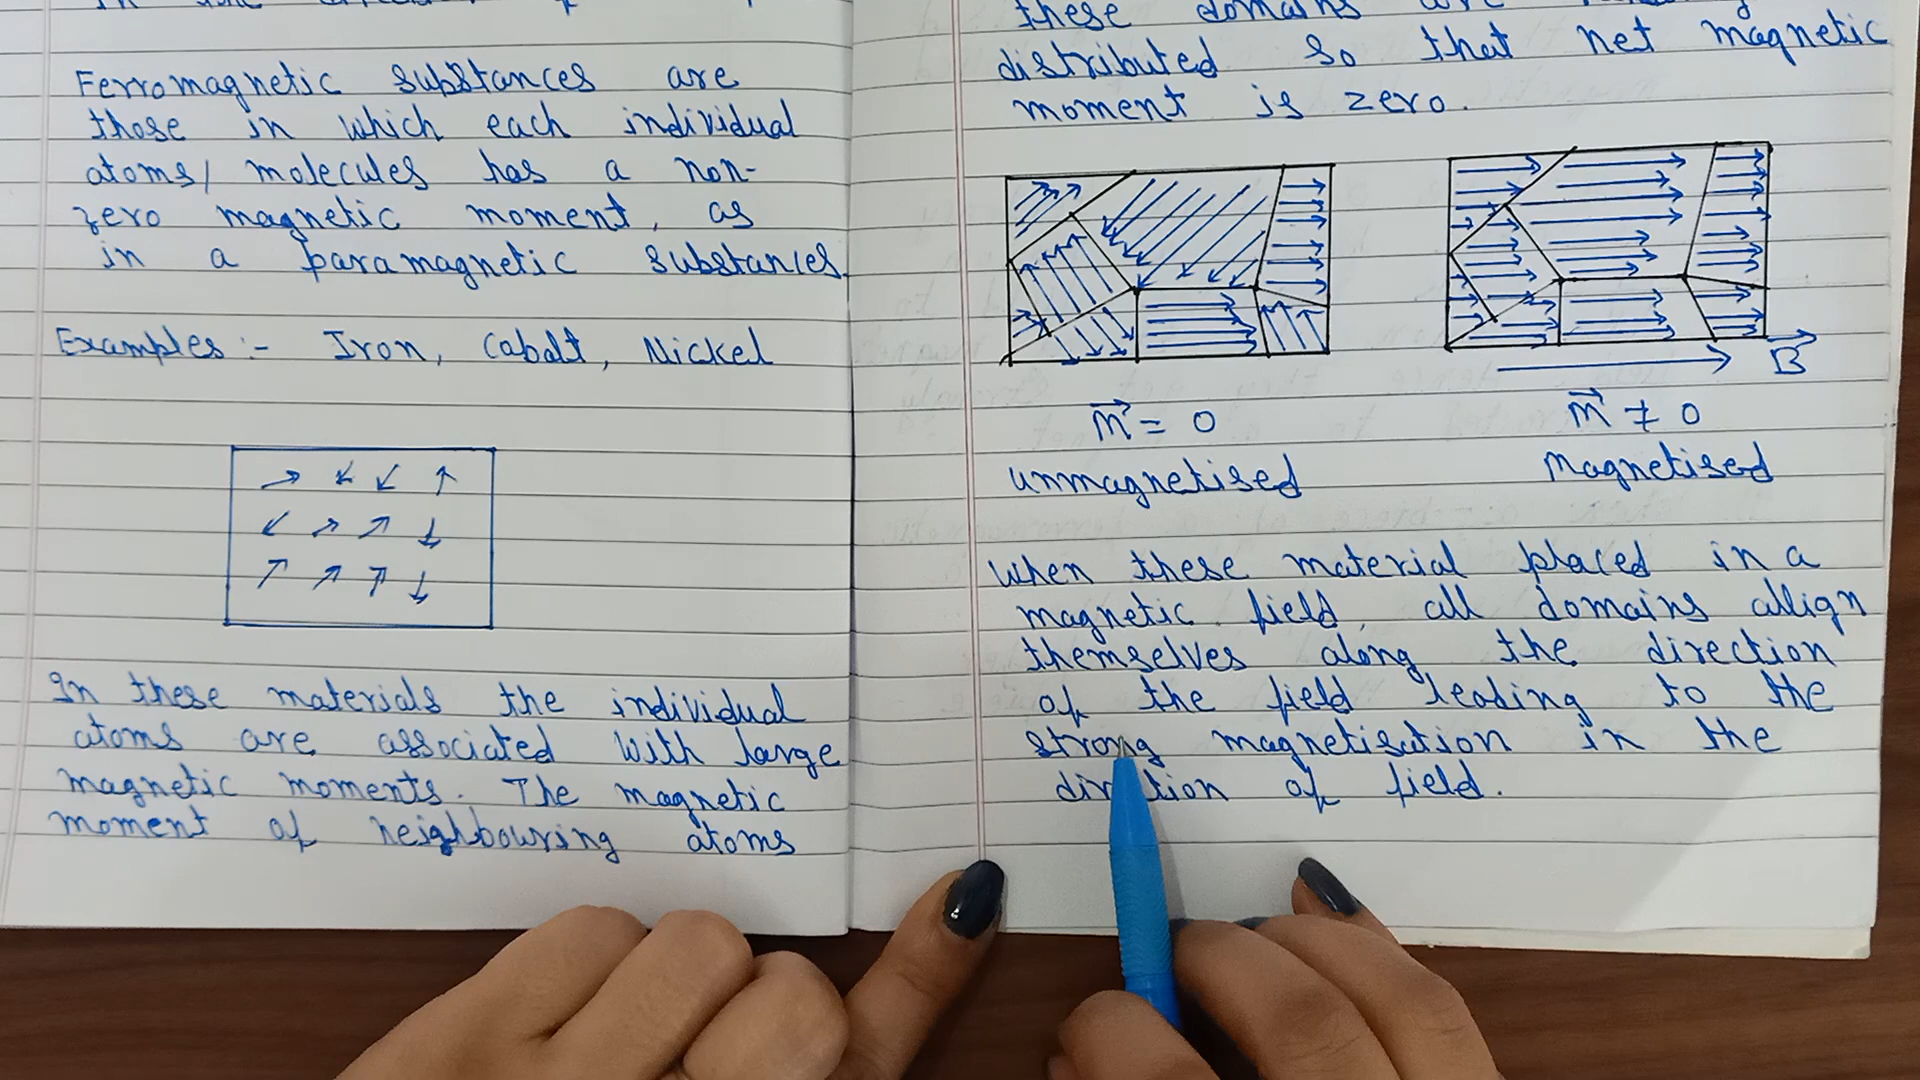 Ferromagnetic substances are
those in which each individual
atoms/ molecules has a non-
zero magnetic moment, as
in a paramagnetic substances.
Examples :- Iron, Cobalt, Nickel
In these materials the individual
atoms are associated with large
magnetic moments. The magnetic
moment of neighbouring atoms
these domains are
distributed so that net magnetic
moment is zero.
B
m = 0
unmagnetised
m ≠ 0
Magnetised
When these material placed in a
magnetic field, all domains allign
themselves along the direction
of the field leading to the
strong magnetisation in the
direction of field.